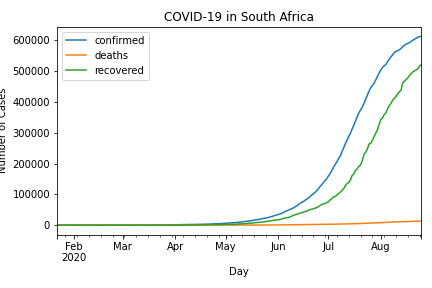 COVID-19 in South Africa
confirmed
deaths
recovered
600000
500000
400000
300000
200000
100000
0
Number of Cases
Feb Mar Apr May Jun Jul Aug
2020
Day